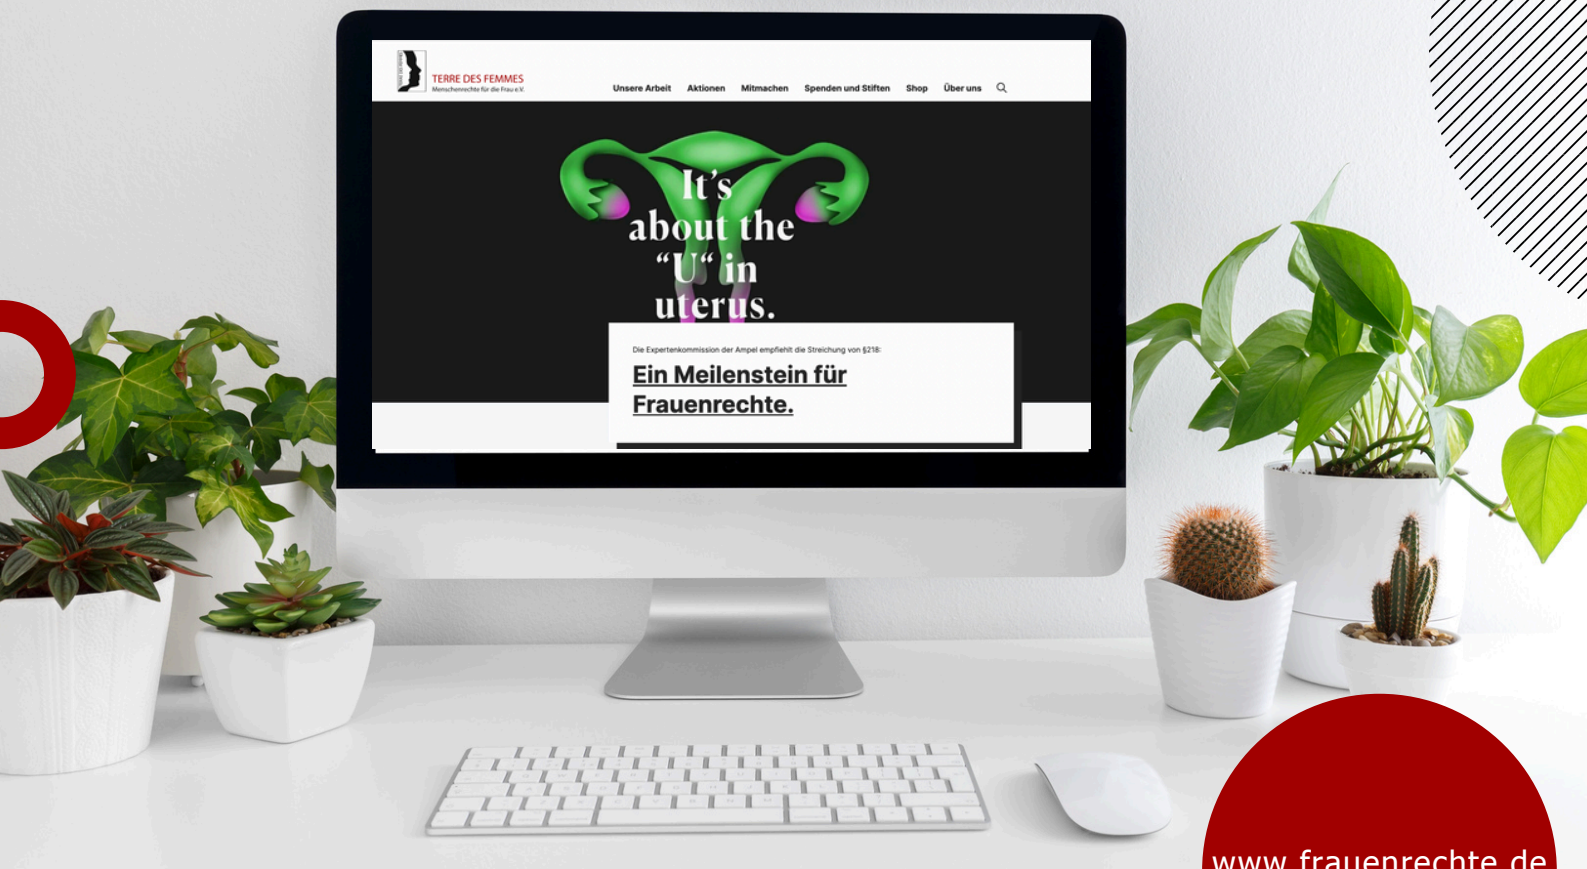 TERRE DES FEMMES
Menschenrechte für die Frau e.V.
Unsere Arbeit Aktionen Mitmachen Spenden und Stiften Shop Über uns
It's
about the
“U“ in
uterus.
Die Expertenkommission der Ampel empfiehlt die Streichung von §218:
Ein Meilenstein für
Frauenrechte.
www.frauenrechte.de